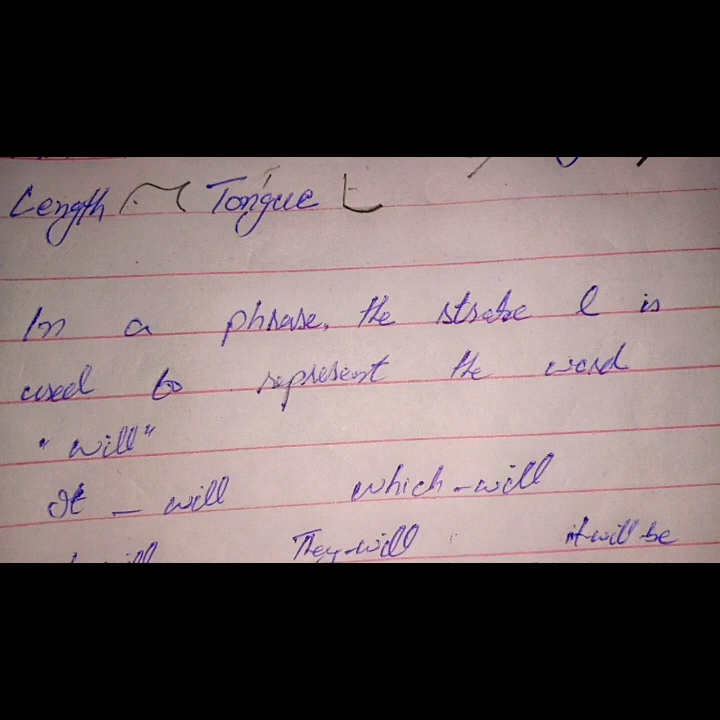 Length Tongue
In a phrase, the stroke l is
used to represent the word
"will"
It - will which-will
will They-will it-will be